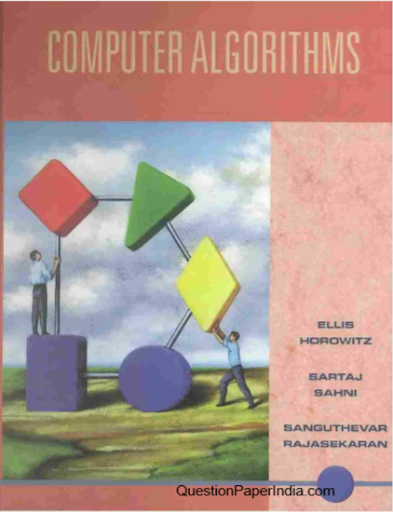 COMPUTER ALGORITHMS
ELLIS
HOROWITZ
SARTAJ
SAHNI
SANGUTHEVAR
RAJASEKARAN
QuestionPaperIndia.com